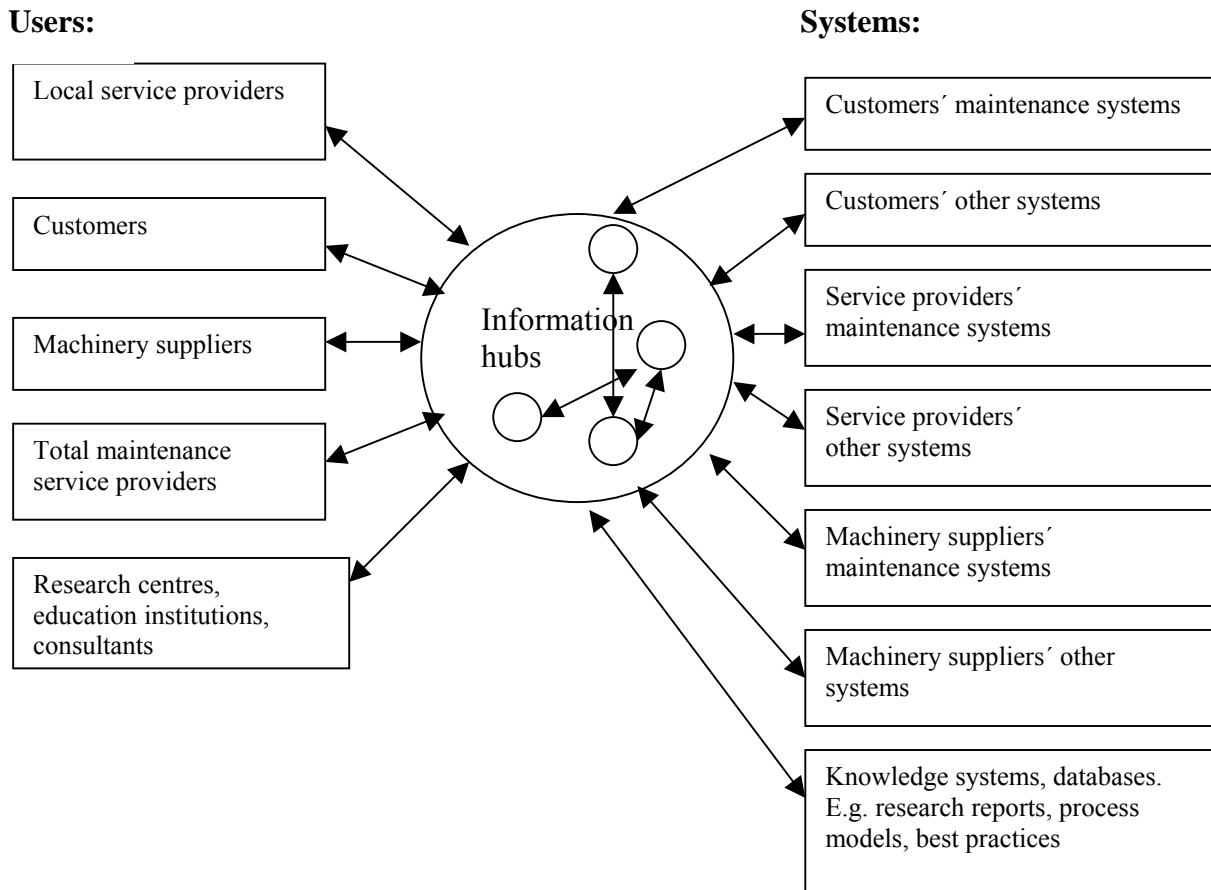 Users:
Local service providers
Customers
Machinery suppliers
Total maintenance
service providers
Research centres,
education institutions,
consultants
Information
hubs
Systems:
Customers´ maintenance systems
Customers´ other systems
Service providers´
maintenance systems
Service providers´
other systems
Machinery suppliers´
maintenance systems
Machinery suppliers´ other
systems
Knowledge systems, databases.
E.g. research reports, process
models, best practices